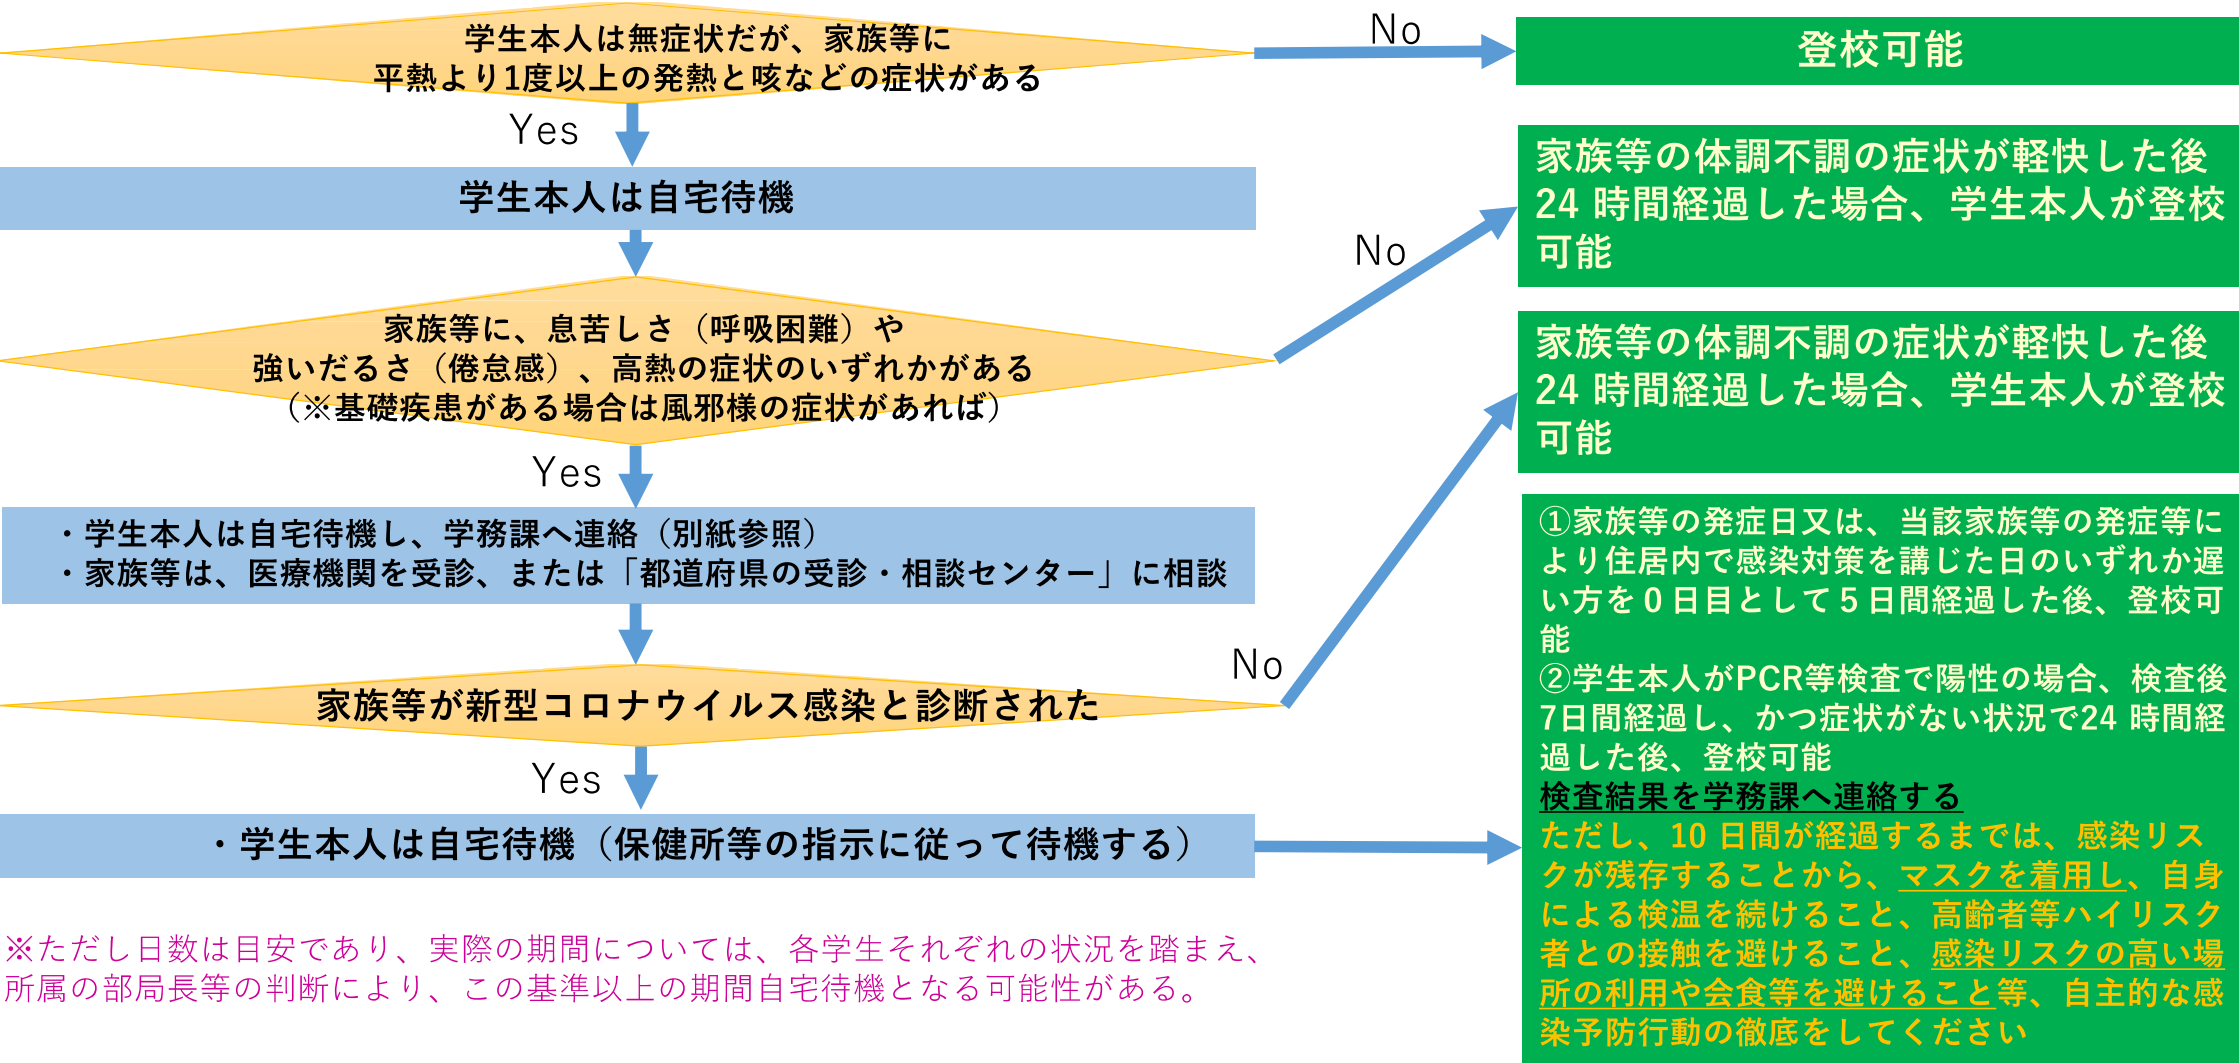 学生本人は無症状だが、家族等に
平熱より1度以上の発熱と咳などの症状がある
No
登校可能
Yes
学生本人は自宅待機
家族等に、息苦しさ（呼吸困難）や
強いだるさ（倦怠感）、高熱の症状のいずれかがある
（※基礎疾患がある場合は風邪様の症状があれば）
No
家族等の体調不調の症状が軽快した後
24 時間経過した場合、学生本人が登校
可能
Yes
・学生本人は自宅待機し、学務課へ連絡（別紙参照）
・家族等は、医療機関を受診、または「都道府県の受診・相談センター」に相談
家族等が新型コロナウイルス感染と診断された
No
家族等の体調不調の症状が軽快した後
24 時間経過した場合、学生本人が登校
可能
Yes
・学生本人は自宅待機（保健所等の指示に従って待機する）
①家族等の発症日又は、当該家族等の発症等に
より住居内で感染対策を講じた日のいずれか遅
い方を０日目として５日間経過した後、登校可
能
②学生本人がPCR等検査で陽性の場合、検査後
7日間経過し、かつ症状がない状況で24 時間経
過した後、登校可能
検査結果を学務課へ連絡する
ただし、10 日間が経過するまでは、感染リス
クが残存することから、マスクを着用し、自身
による検温を続けること、高齢者等ハイリスク
者との接触を避けること、感染リスクの高い場
所の利用や会食等を避けること等、自主的な感
染予防行動の徹底をしてください
※ただし日数は目安であり、実際の期間については、各学生それぞれの状況を踏まえ、
所属の部局長等の判断により、この基準以上の期間自宅待機となる可能性がある。